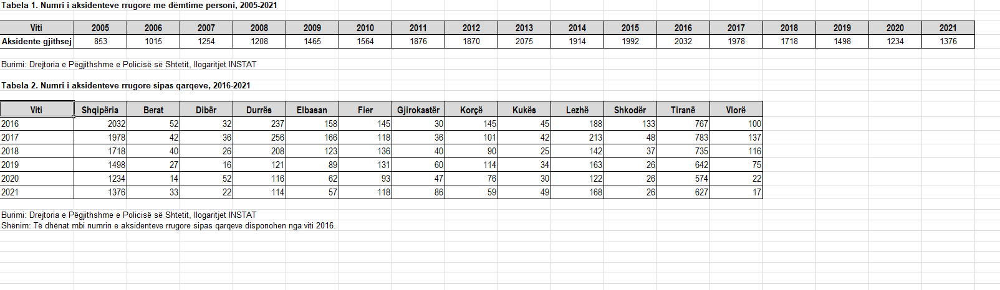 Tabela 1. Numri i aksidenteve rrugore me dëmtime personi, 2005-2021
Viti 2005 2006 2007 2008 2009 2010 2011 2012 2013 2014 2015 2016 2017 2018 2019 2020 2021
Aksidente gjithsej 853 1015 1254 1208 1465 1564 1876 1870 2075 1914 1992 2032 1978 1718 1498 1234 1376
Burimi: Drejtoria e Pëgjithshme e Policisë së Shtetit, llogaritjet INSTAT
Tabela 2. Numri i aksidenteve rrugore sipas qarqeve, 2016-2021
Viti Shqipëria Berat Dibër Durrës Elbasan Fier Gjirokastër Korçë Kukës Lezhë Shkodër Tiranë Vlorë
2016 2032 52 32 237 158 145 30 145 45 188 133 767 100
2017 1978 42 36 256 166 118 36 101 42 213 48 783 137
2018 1718 40 26 208 123 136 40 90 25 142 37 735 116
2019 1498 27 16 121 89 131 60 114 34 163 26 642 75
2020 1234 14 52 116 62 93 47 76 30 122 26 574 22
2021 1376 33 22 114 57 118 86 59 49 168 26 627 17
Burimi: Drejtoria e Pëgjithshme e Policisë së Shtetit, llogaritjet INSTAT
Shënim: Të dhënat mbi numrin e aksidenteve rrugore sipas qarqeve disponohen nga viti 2016.